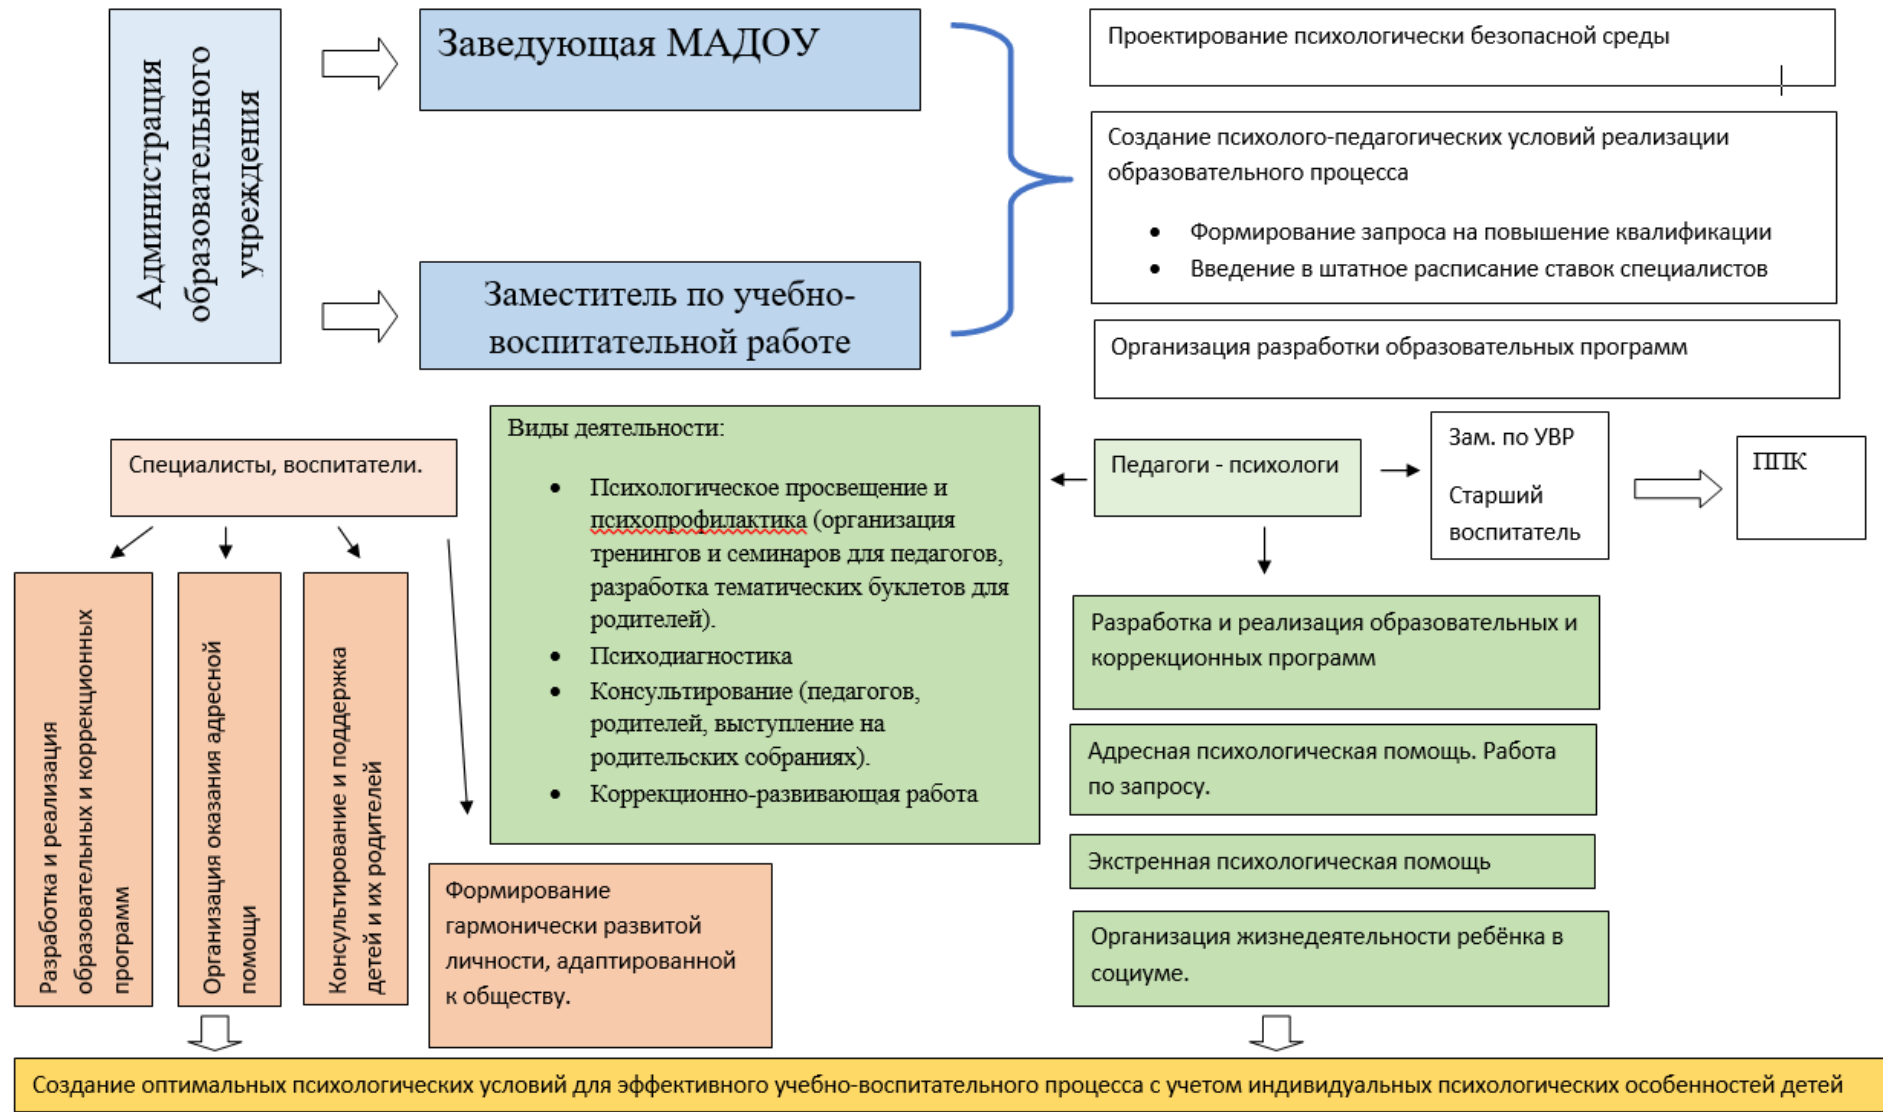 Администрация
образовательного
учреждения
Заведующая МАДОУ
Заместитель по учебно-
воспитательной работе
Проектирование психологически безопасной среды
Создание психолого-педагогических условий реализации
образовательного процесса
• Формирование запроса на повышение квалификации
• Введение в штатное расписание ставок специалистов
Организация разработки образовательных программ
Специалисты, воспитатели.
Разработка и реализация
образовательных и коррекционных
программ
Организация оказания адресной
помощи
Консультирование и поддержка
детей и их родителей
Формирование
гармонически развитой
личности, адаптированной
к обществу.
Виды деятельности:
• Психологическое просвещение и
психопрофилактика (организация
тренингов и семинаров для педагогов,
разработка тематических буклетов для
родителей).
• Психодиагностика
• Консультирование (педагогов,
родителей, выступление на
родительских собраниях).
• Коррекционно-развивающая работа
Педагоги - психологи
Зам. по УВР
Старший
воспитатель
ППК
Разработка и реализация образовательных и
коррекционных программ
Адресная психологическая помощь. Работа
по запросу.
Экстренная психологическая помощь
Организация жизнедеятельности ребёнка в
социуме.
Создание оптимальных психологических условий для эффективного учебно-воспитательного процесса с учетом индивидуальных психологических особенностей детей